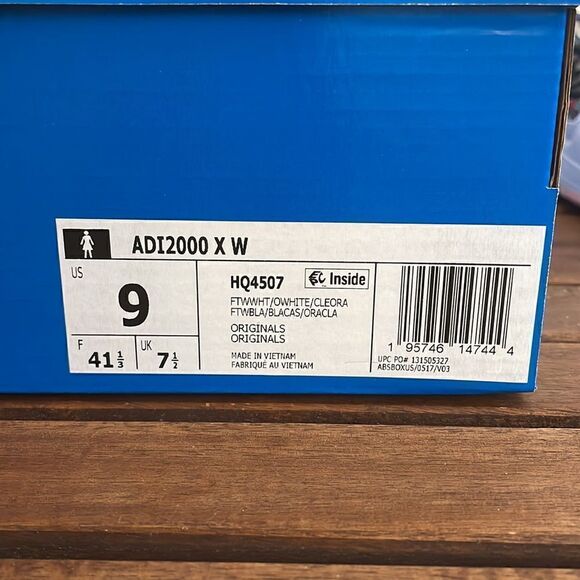 ADI2000 X W
US
9
F
41 1/3
UK
7 1/2
HQ4507
Inside
FTWWHT/OWHITE/CLEORA
FTWBLA/BLACAS/ORACLA
ORIGINALS
ORIGINALS
MADE IN VIETNAM
FABRIQUÉ AU VIETNAM
1 95746 14744 4
UPC PO# 131505327
ABSBOXUS/0517/V03